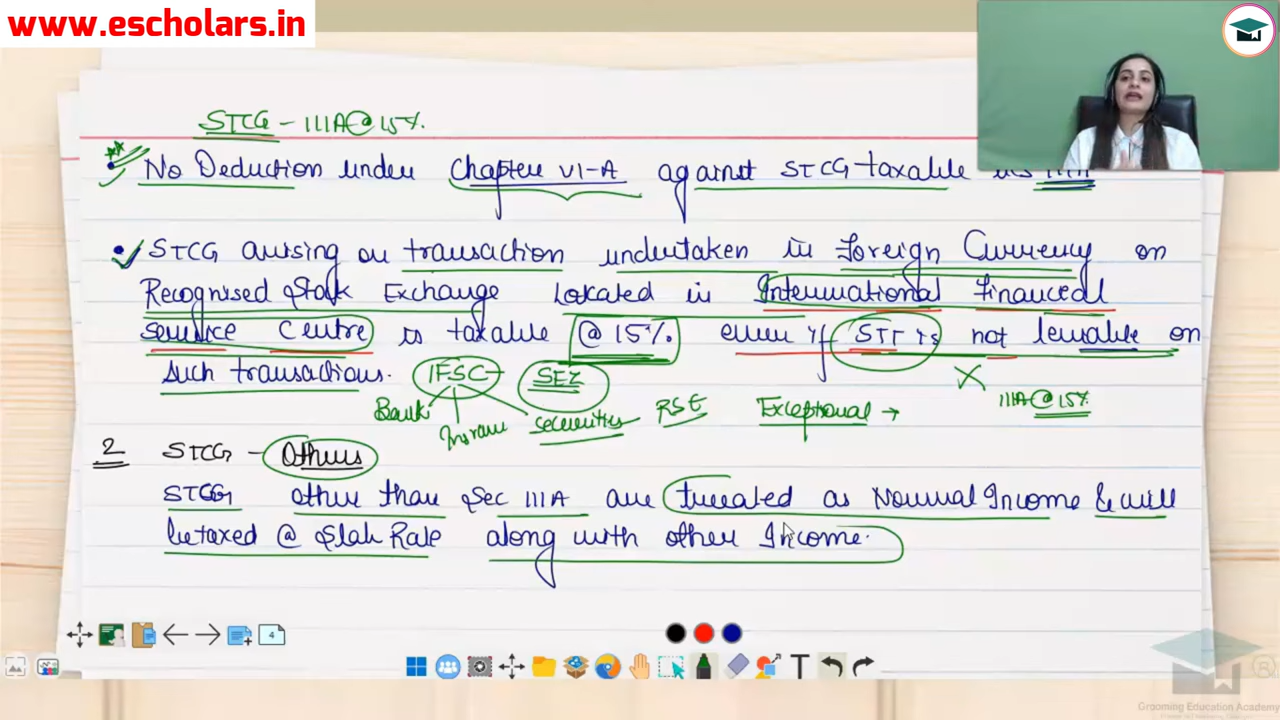 www.escholars.in
STCG - 111A@15%.
No Deduction under Chapter VI-A against STCG taxable u/s 111A
STCG arising on transaction undertaken in Foreign Currency on
Recognised Stock Exchange Located in International Financial
service Centre is taxable @ 15%. even if STT is not leviable on
such transactions. IFSC SEZ
Bank Insram securities RSE Exceptional → 111A@15%
2 STCG - Others
STCG other than Sec 111A are treated as Normal Income & will
be taxed @ Slab Rate along with other Income.
4
T
Grooming Education Academy